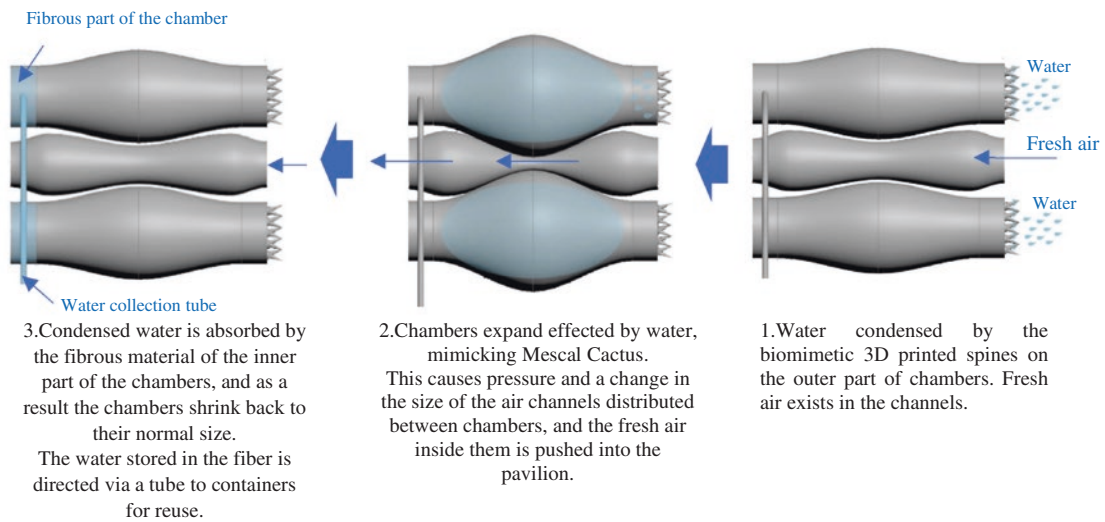 Fibrous part of the chamber
Water
Fresh air
Water
Water collection tube
3.Condensed water is absorbed by
the fibrous material of the inner
part of the chambers, and as a
result the chambers shrink back to
their normal size.
The water stored in the fiber is
directed via a tube to containers
for reuse.
2.Chambers expand effected by water,
mimicking Mescal Cactus.
This causes pressure and a change in
the size of the air channels distributed
between chambers, and the fresh air
inside them is pushed into the
pavilion.
1.Water condensed by the
biomimetic 3D printed spines on
the outer part of chambers. Fresh
air exists in the channels.